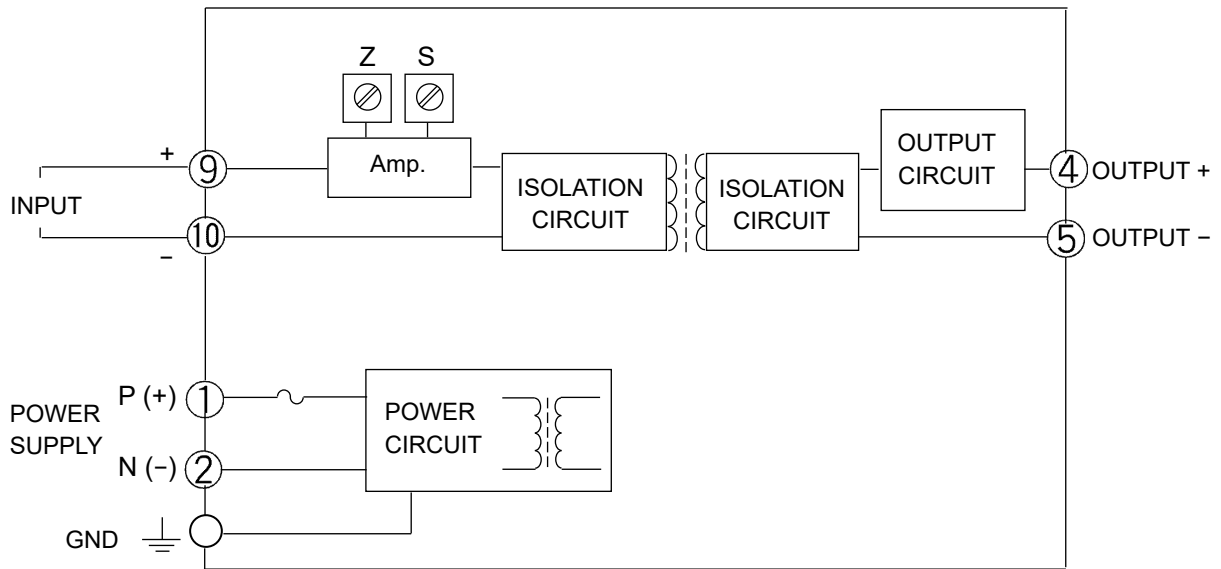 Z S
Amp.
+ 9
INPUT
10
−
ISOLATION
CIRCUIT
ISOLATION
CIRCUIT
OUTPUT
CIRCUIT
4 OUTPUT +
5 OUTPUT −
P (+) 1
POWER
SUPPLY
N (−) 2
GND
POWER
CIRCUIT